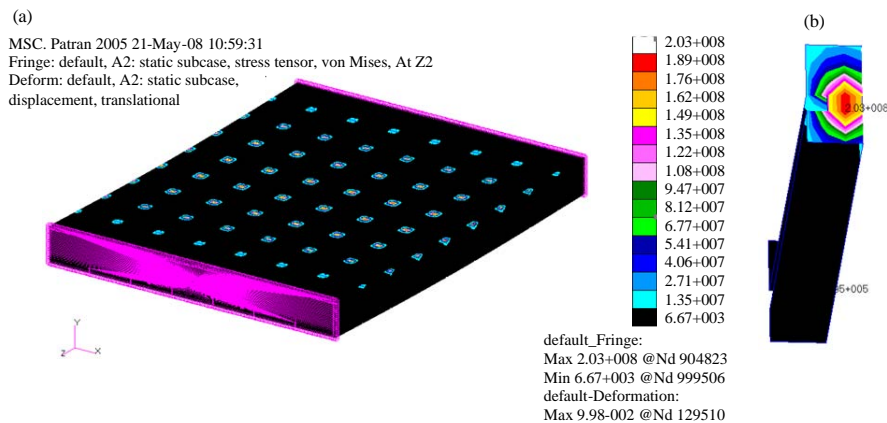 (a)
MSC. Patran 2005 21-May-08 10:59:31
Fringe: default, A2: static subcase, stress tensor, von Mises, At Z2
Deform: default, A2: static subcase,
displacement, translational
Y
Z
X
2.03+008
1.89+008
1.76+008
1.62+008
1.49+008
1.35+008
1.22+008
1.08+008
9.47+007
8.12+007
6.77+007
5.41+007
4.06+007
2.71+007
1.35+007
6.67+003
default_Fringe:
Max 2.03+008 @Nd 904823
Min 6.67+003 @Nd 999506
default-Deformation:
Max 9.98-002 @Nd 129510
(b)
2.03+008